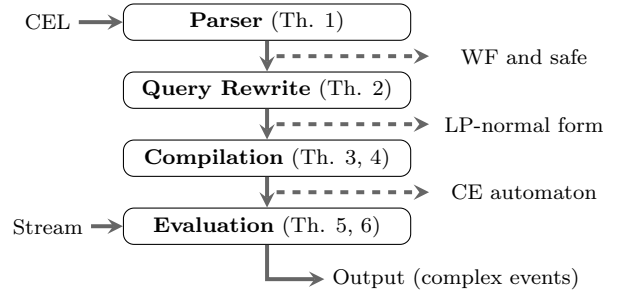 CEL
Parser (Th. 1)
WF and safe
Query Rewrite (Th. 2)
LP-normal form
Compilation (Th. 3, 4)
CE automaton
Stream
Evaluation (Th. 5, 6)
Output (complex events)